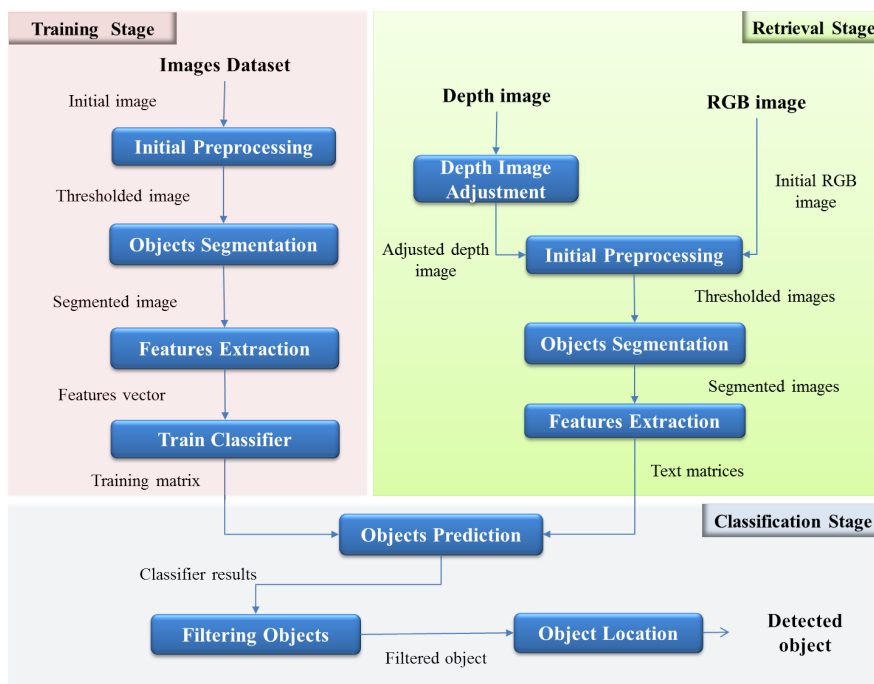 Training Stage
Images Dataset
Initial image
Initial Preprocessing
Thresholded image
Objects Segmentation
Segmented image
Features Extraction
Features vector
Train Classifier
Training matrix
Retrieval Stage
Depth image
RGB image
Depth Image
Adjustment
Initial RGB
image
Adjusted depth
image
Initial Preprocessing
Thresholded images
Objects Segmentation
Segmented images
Features Extraction
Text matrices
Classification Stage
Objects Prediction
Classifier results
Filtering Objects
Filtered object
Object Location
Detected
object